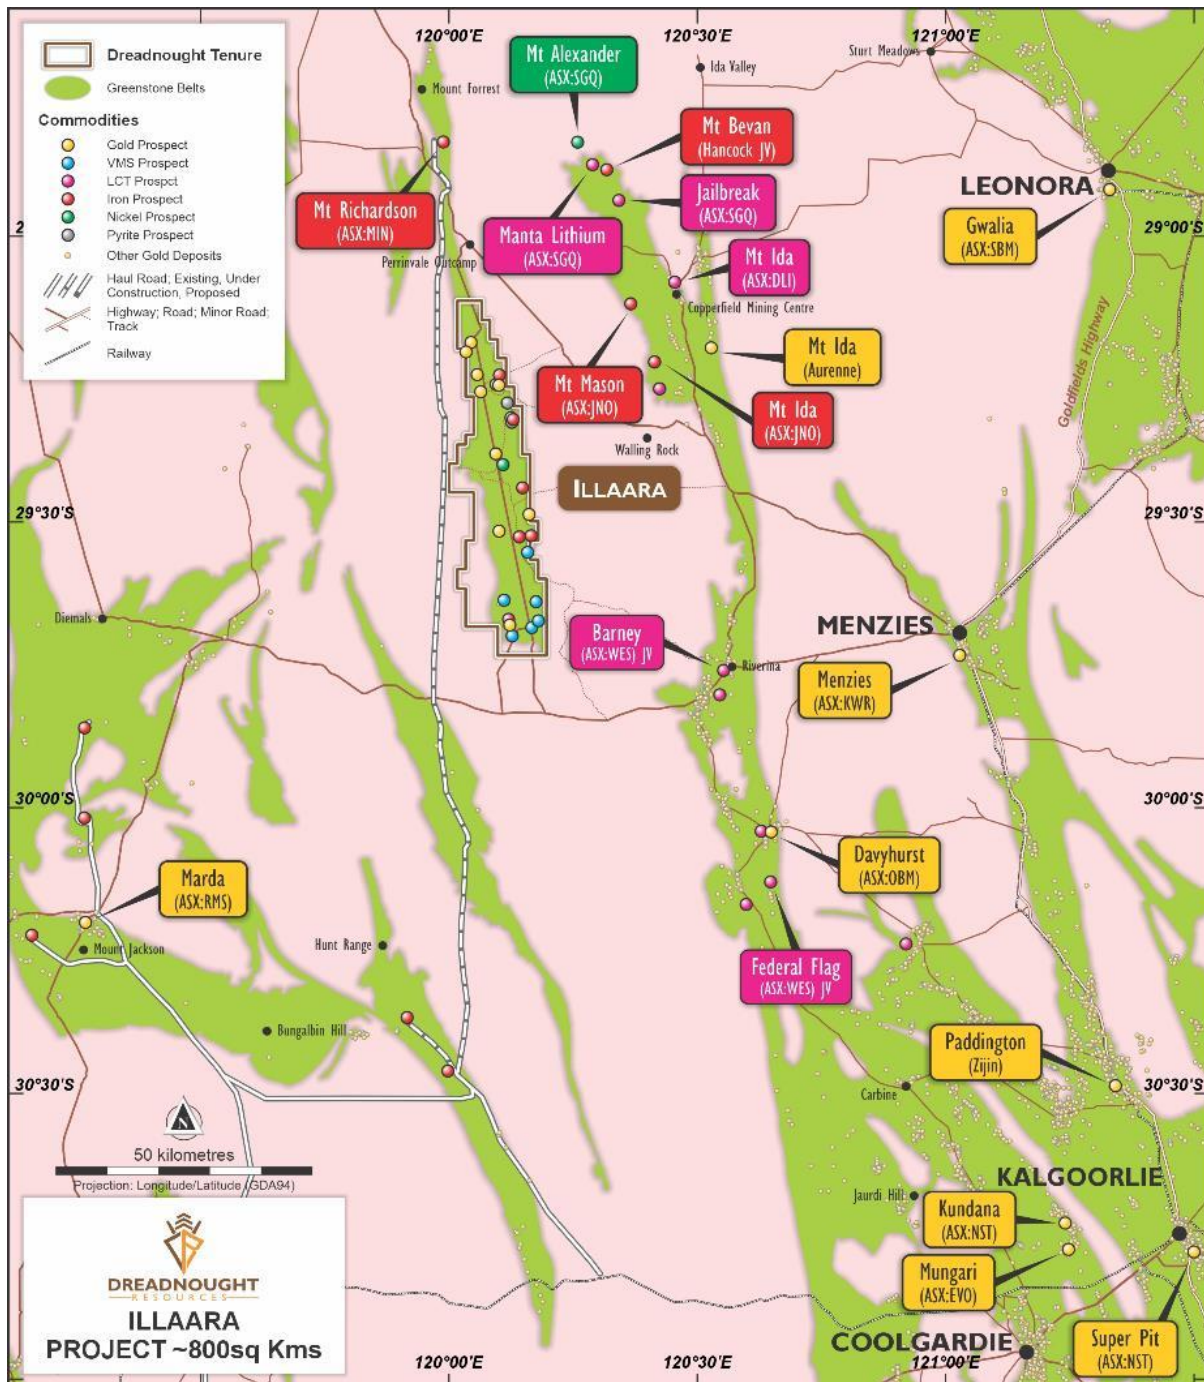 120°00'E
120°30'E
121°00'E
Dreadnought Tenure
Greenstone Belts
Commodities
Gold Prospect
VMS Prospect
LCT Prospct
Iron Prospect
Nickel Prospect
Pyrite Prospect
Other Gold Deposits
Haul Road; Existing, Under
Construction, Proposed
Highway; Road; Minor Road;
Track
Railway
Mount Forrest
Mt Alexander
(ASX:SGQ)
Ida Valley
Sturt Meadows
Mt Bevan
(Hancock JV)
LEONORA
Mt Richardson
(ASX:MIN)
Manta Lithium
(ASX:SGQ)
Jailbreak
(ASX:SGQ)
Gwalia
(ASX:SBM)
2
29°00'S
Perrinvale Outcamp
Mt Ida
(ASX:DLI)
Copperfield Mining Centre
Mt Ida
(Aurenne)
Goldfields Highway
Mt Mason
(ASX:JNO)
Mt Ida
(ASX:JNO)
Walling Rock
ILLAARA
29°30'S
29°30'S
Diemals
MENZIES
Barney
(ASX:WES) JV
Riverina
Menzies
(ASX:KWR)
30°00'S
30°00'S
Marda
(ASX:RMS)
Davyhurst
(ASX:OBM)
Mount Jackson
Hunt Range
Federal Flag
(ASX:WES) JV
Bungalbin Hill
Paddington
(Zijin)
30°30'S
30°30'S
Carbine
N
50 kilometres
Projection: Longitude/Latitude (GDA94)
KALGOORLIE
Jaurdi Hill
Kundana
(ASX:NST)
Mungari
(ASX:EVO)
DREADNOUGHT
RESOURCES
ILLAARA
PROJECT ~800sq Kms
COOLGARDIE
Super Pit
(ASX:NST)
120°00'E
120°30'E
121°00'E